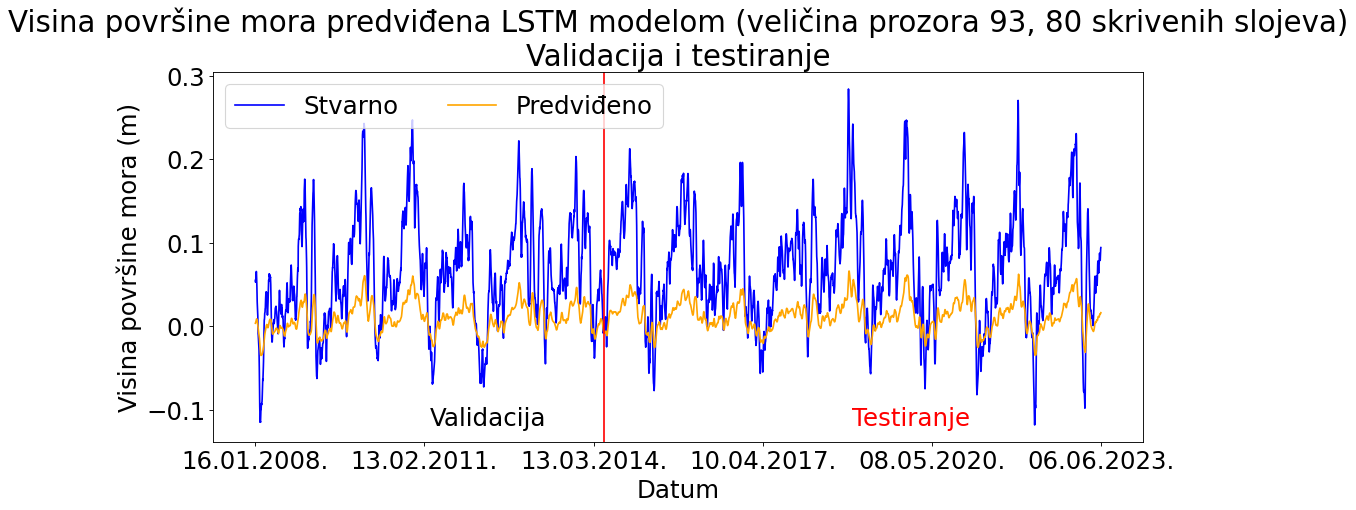 Visina površine mora predviđena LSTM modelom (veličina prozora 93, 80 skrivenih slojeva)
Validacija i testiranje
Stvarno Predviđeno
Visina površine mora (m)
0.3
0.2
0.1
0.0
−0.1
Validacija Testiranje
16.01.2008. 13.02.2011. 13.03.2014. 10.04.2017. 08.05.2020. 06.06.2023.
Datum